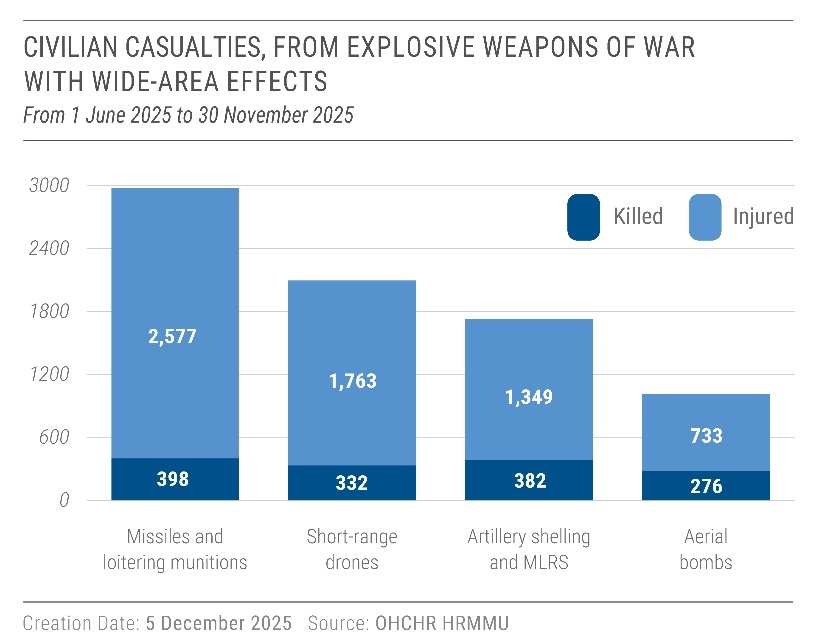 CIVILIAN CASUALTIES, FROM EXPLOSIVE WEAPONS OF WAR
WITH WIDE-AREA EFFECTS
From 1 June 2025 to 30 November 2025
3000
2400
1800
1200
600
0
Killed
Injured
2,577
398
1,763
332
1,349
382
733
276
Missiles and
loitering munitions
Short-range
drones
Artillery shelling
and MLRS
Aerial
bombs
Creation Date: 5 December 2025 Source: OHCHR HRMMU